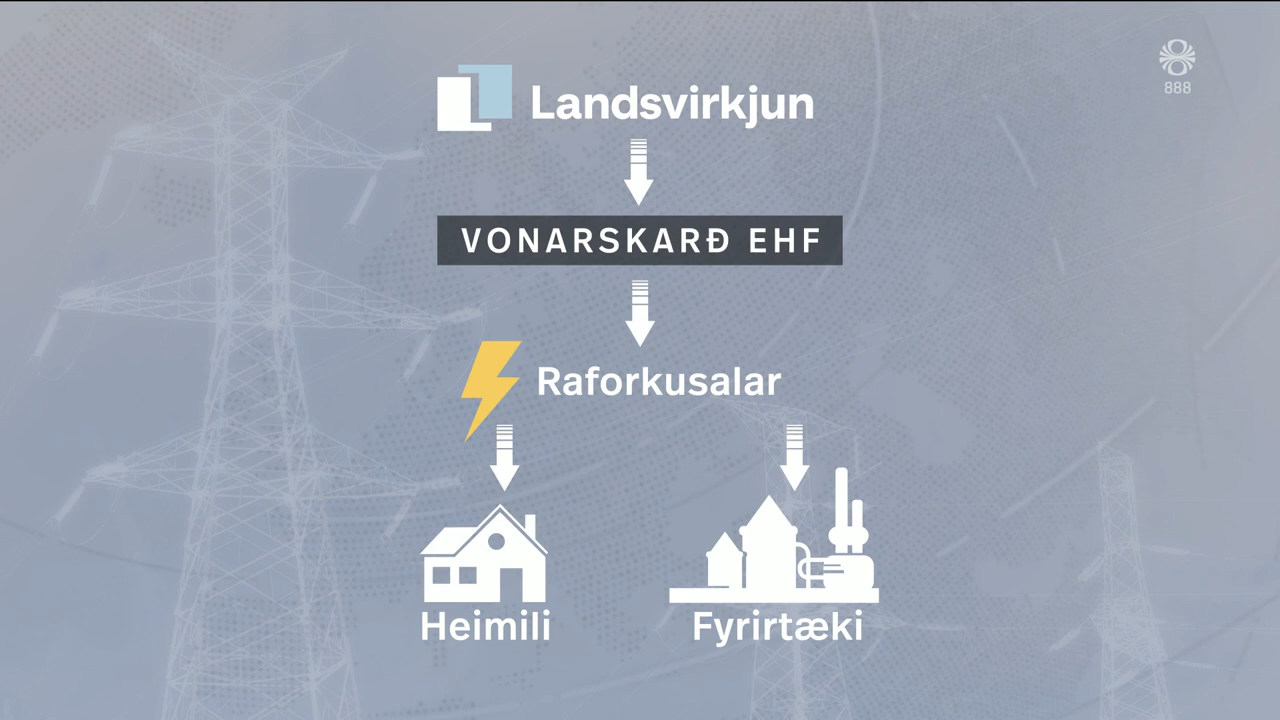 888
Landsvirkjun
VONARSKARÐ EHF
Raforkusalar
Heimili
Fyrirtæki